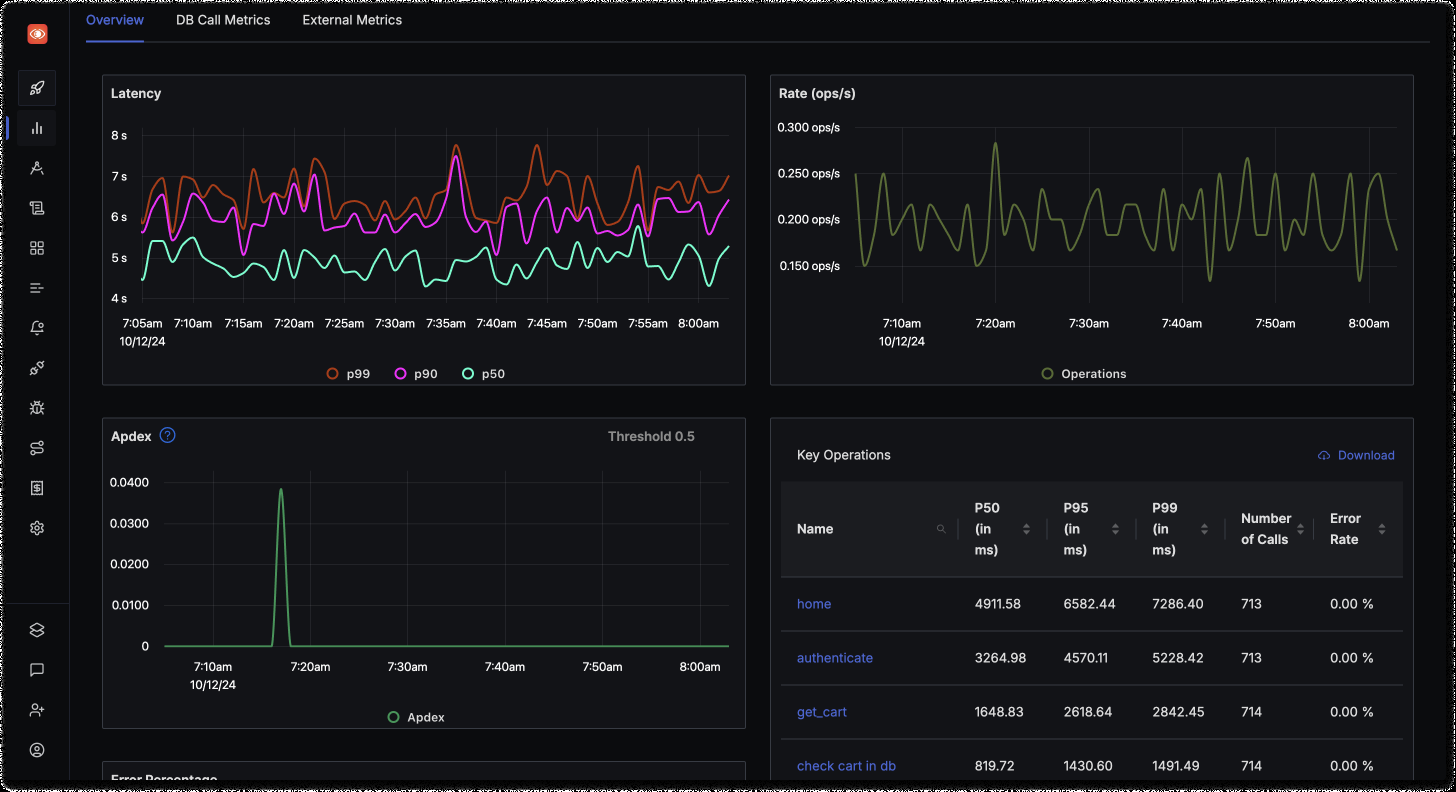 Overview DB Call Metrics External Metrics
Latency
8 s
7 s
6 s
5 s
4 s
7:05am 7:10am 7:15am 7:20am 7:25am 7:30am 7:35am 7:40am 7:45am 7:50am 7:55am 8:00am
10/12/24
p99 p90 p50
Rate (ops/s)
0.300 ops/s
0.250 ops/s
0.200 ops/s
0.150 ops/s
7:10am 7:20am 7:30am 7:40am 7:50am 8:00am
10/12/24
Operations
Apdex ? Threshold 0.5
0.0400
0.0300
0.0200
0.0100
0
7:10am 7:20am 7:30am 7:40am 7:50am 8:00am
10/12/24
Apdex
Key Operations Download
Name
P50
(in
ms)
P95
(in
ms)
P99
(in
ms)
Number
of Calls
Error
Rate
home 4911.58 6582.44 7286.40 713 0.00 %
authenticate 3264.98 4570.11 5228.42 713 0.00 %
get_cart 1648.83 2618.64 2842.45 714 0.00 %
check cart in db 819.72 1430.60 1491.49 714 0.00 %
Error Percentage